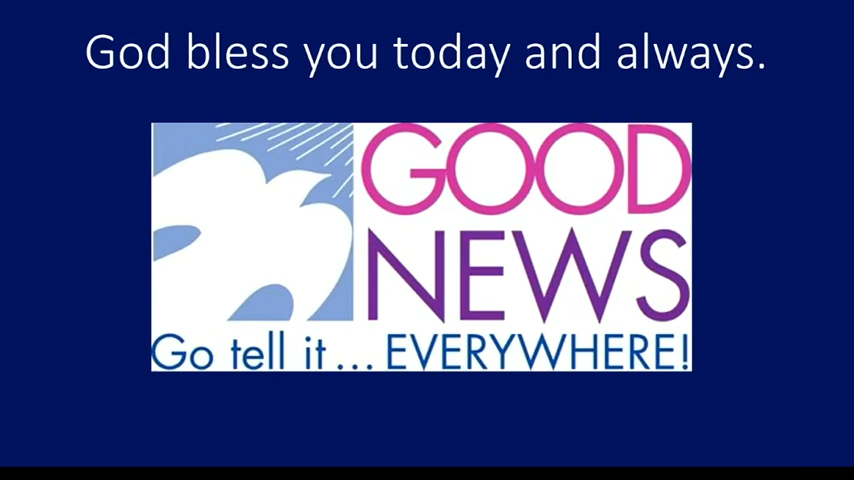 God bless you today and always.
GOOD
NEWS
Go tell it... EVERYWHERE!